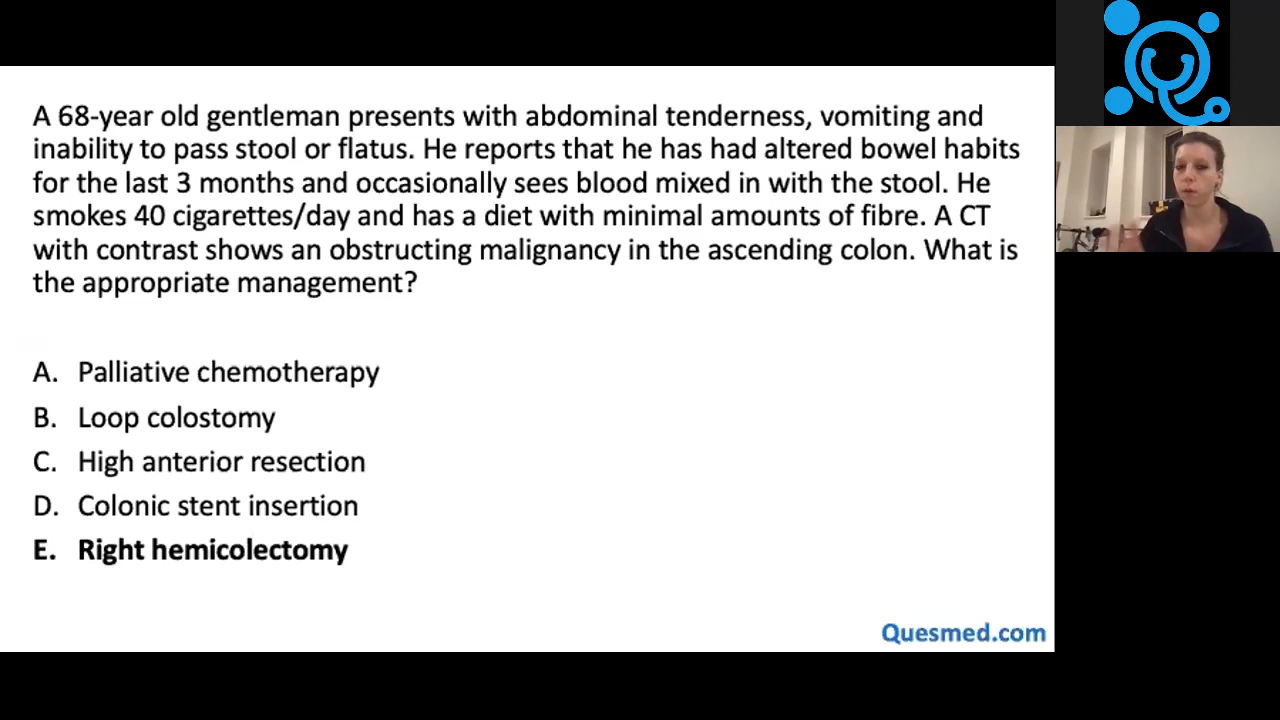 A 68-year old gentleman presents with abdominal tenderness, vomiting and
inability to pass stool or flatus. He reports that he has had altered bowel habits
for the last 3 months and occasionally sees blood mixed in with the stool. He
smokes 40 cigarettes/day and has a diet with minimal amounts of fibre. A CT
with contrast shows an obstructing malignancy in the ascending colon. What is
the appropriate management?
A. Palliative chemotherapy
B. Loop colostomy
C. High anterior resection
D. Colonic stent insertion
E. Right hemicolectomy
Quesmed.com